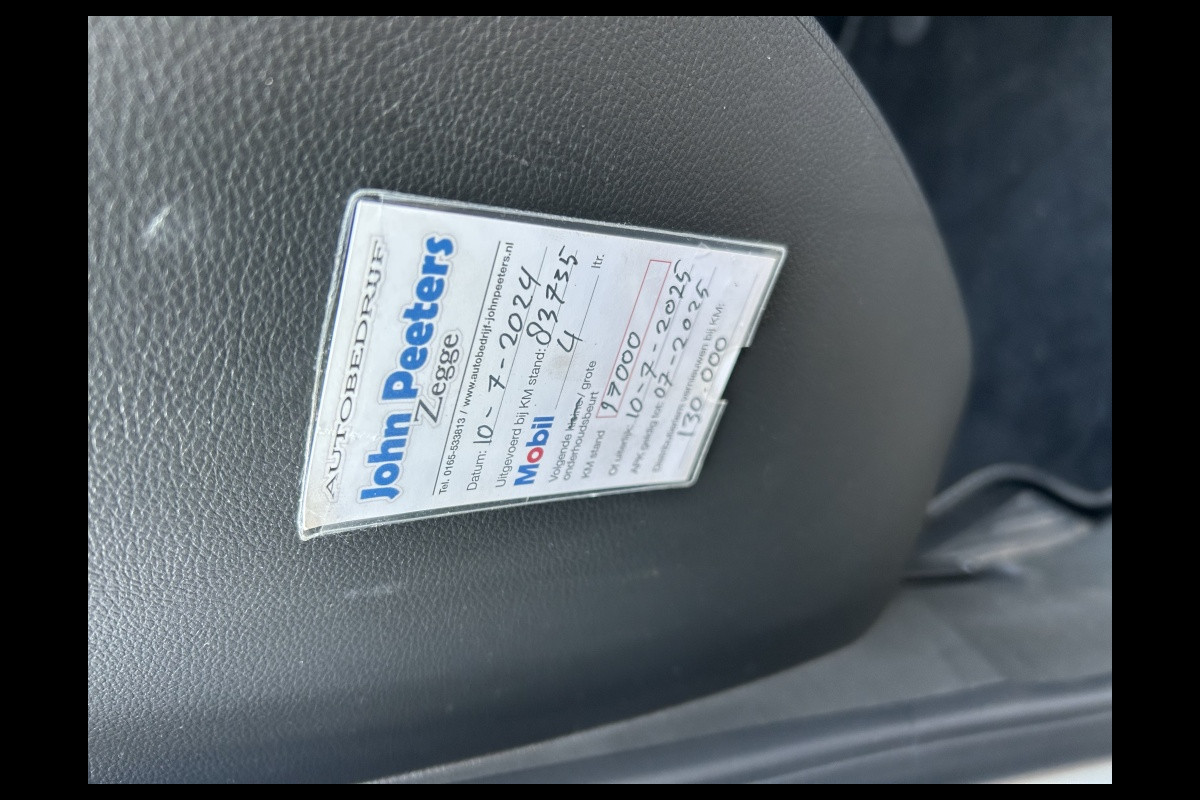 AUTOBEDRIJF
John Peeters
Zegge
Tel. 0165-533813 / www.autobedrijf-johnpeeters.nl
Datum: 10-7-2024
Uitgevoerd bij KM stand: 83735
Mobil 4 ltr.
Volgende kleine / grote
onderhoudsbeurt
KM stand 97000
Of uiterlijk: 10-7-2025
APK geldig tot: 07-2025
Distributieriem vernieuwen bij KM:
130.000